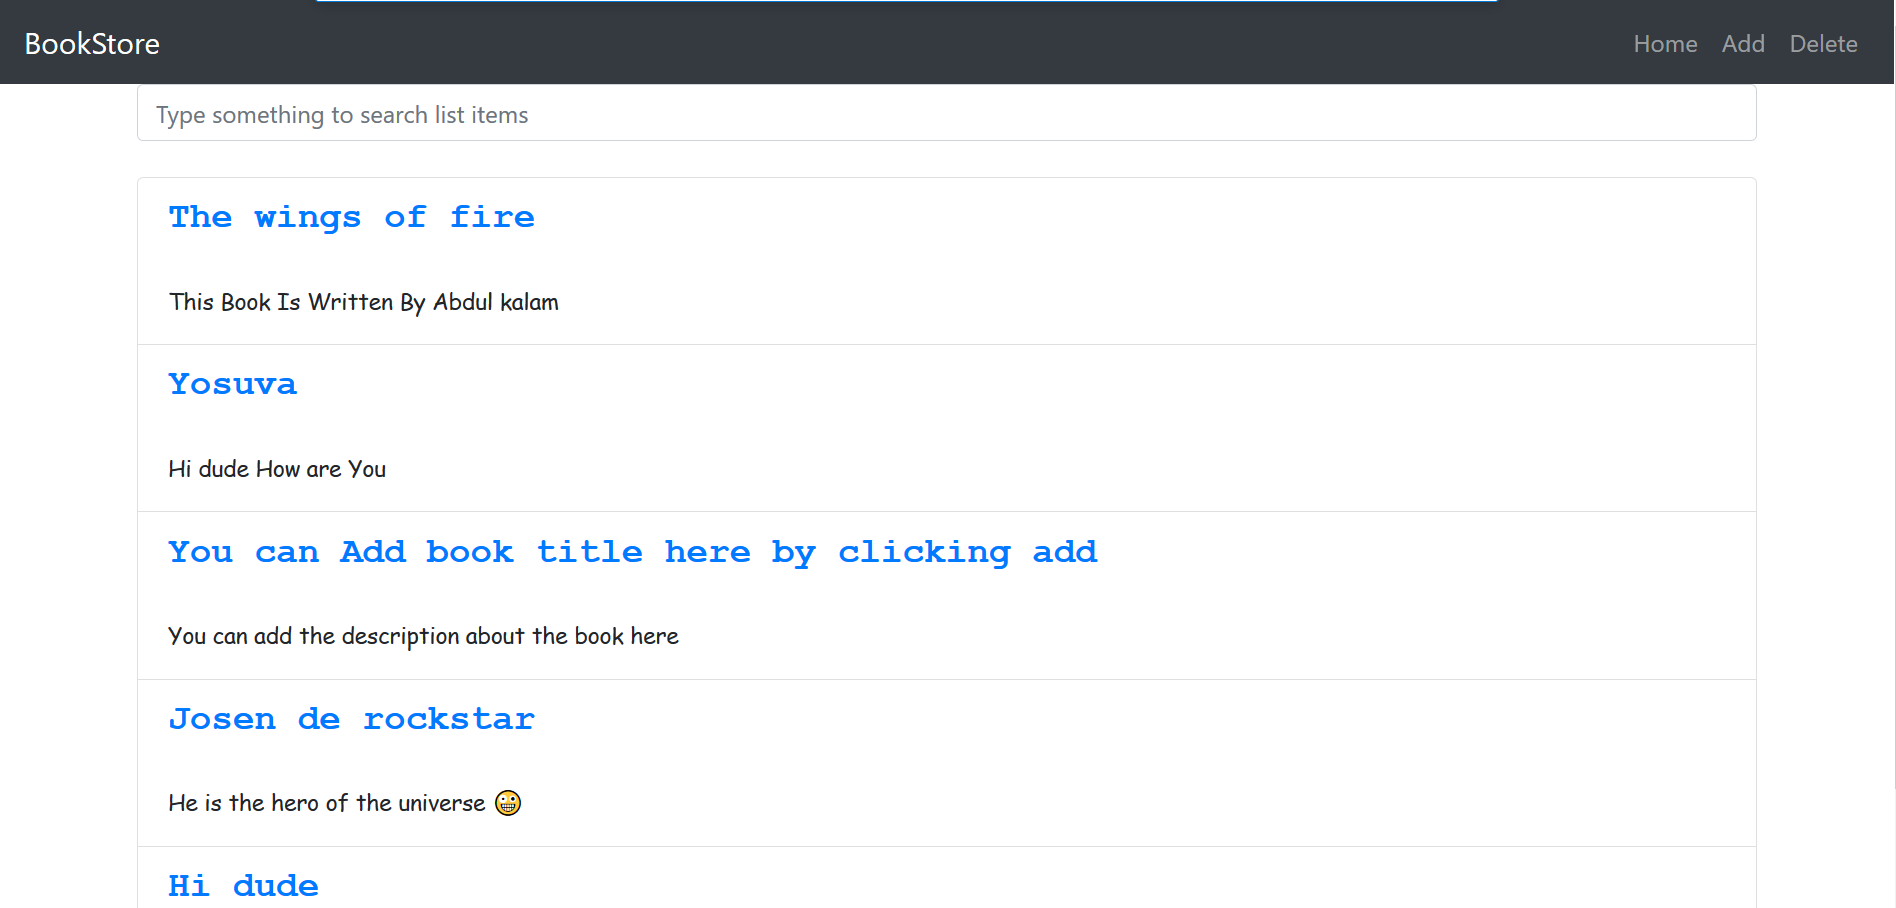 BookStore
Home Add Delete
Type something to search list items
The wings of fire
This Book Is Written By Abdul kalam
Yosuva
Hi dude How are You
You can Add book title here by clicking add
You can add the description about the book here
Josen de rockstar
He is the hero of the universe 😀
Hi dude